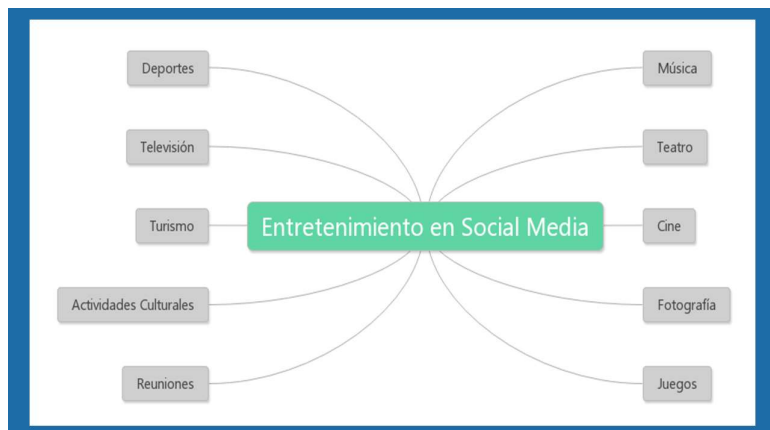 Deportes
Música
Televisión
Teatro
Turismo
Entretenimiento en Social Media
Cine
Actividades Culturales
Fotografía
Reuniones
Juegos